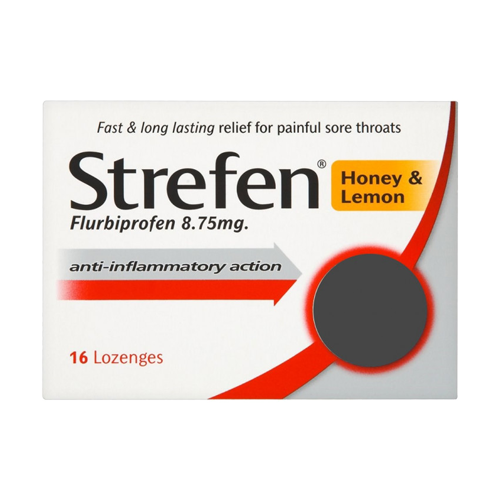 Fast & long lasting relief for painful sore throats
Strefen®
Honey &
Lemon
Flurbiprofen 8.75mg.
anti-inflammatory action
16 Lozenges